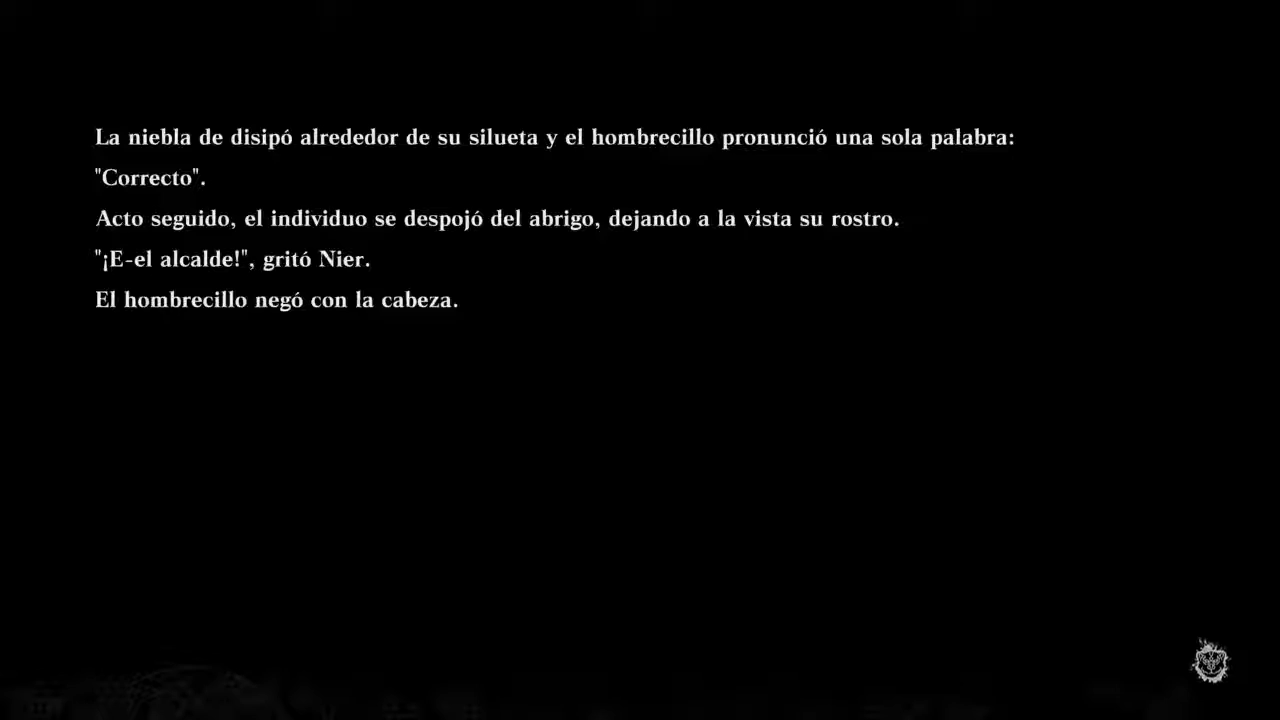 La niebla de disipó alrededor de su silueta y el hombrecillo pronunció una sola palabra:
"Correcto".
Acto seguido, el individuo se despojó del abrigo, dejando a la vista su rostro.
"¡E-el alcalde!", gritó Nier.
El hombrecillo negó con la cabeza.